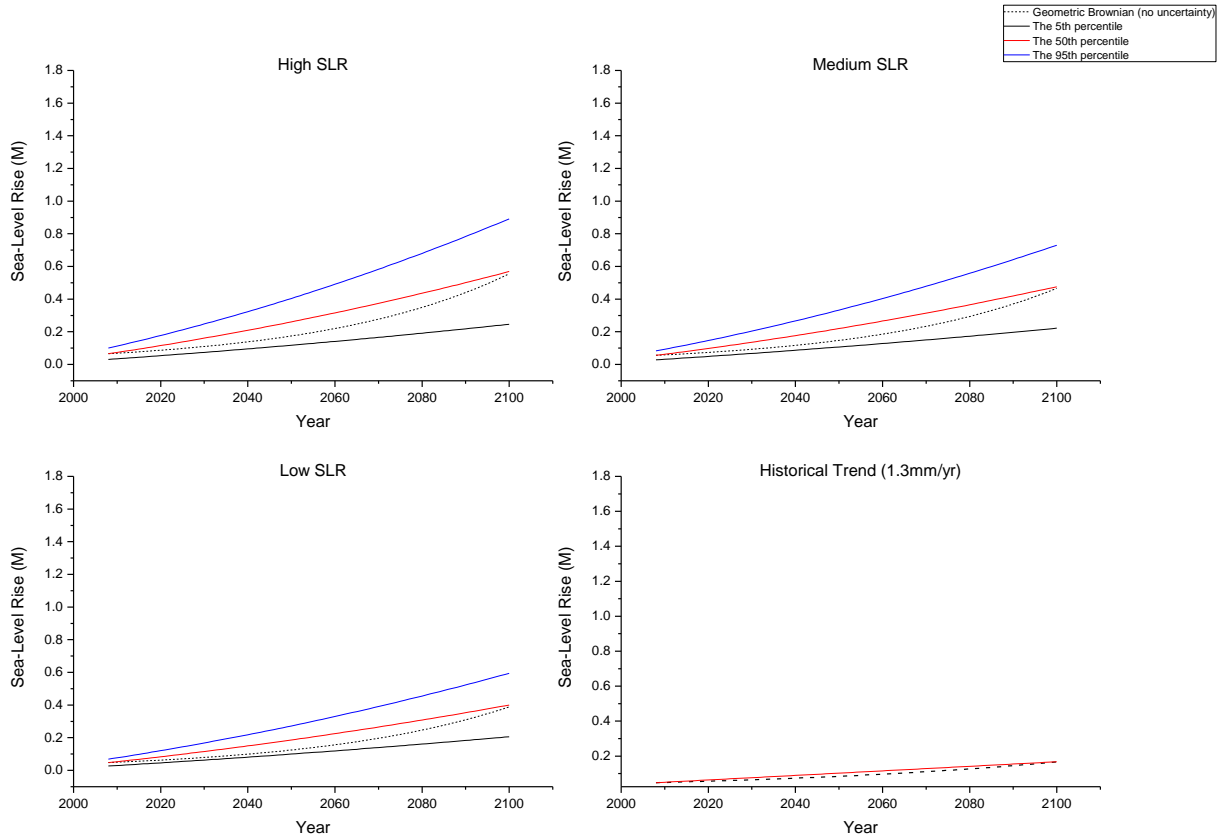 Geometric Brownian (no uncertainty)
The 5th percentile
The 50th percentile
The 95th percentile
High SLR
1.8
1.6
1.4
1.2
1.0
0.8
0.6
0.4
0.2
0.0
Sea-Level Rise (M)
2000 2020 2040 2060 2080 2100
Year
Medium SLR
1.8
1.6
1.4
1.2
1.0
0.8
0.6
0.4
0.2
0.0
Sea-Level Rise (M)
2000 2020 2040 2060 2080 2100
Year
Low SLR
1.8
1.6
1.4
1.2
1.0
0.8
0.6
0.4
0.2
0.0
Sea-Level Rise (M)
2000 2020 2040 2060 2080 2100
Year
Historical Trend (1.3mm/yr)
1.8
1.6
1.4
1.2
1.0
0.8
0.6
0.4
0.2
Sea-Level Rise (M)
2000 2020 2040 2060 2080 2100
Year